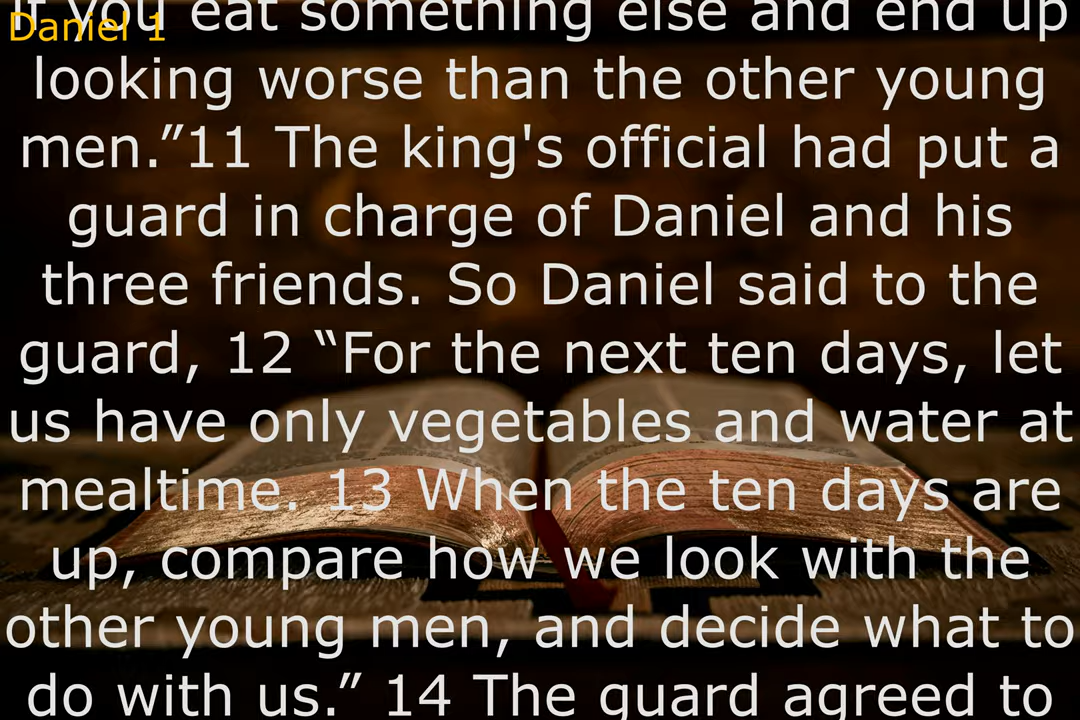 Daniel 1
If you eat something else and end up
looking worse than the other young
men.”11 The king's official had put a
guard in charge of Daniel and his
three friends. So Daniel said to the
guard, 12 “For the next ten days, let
us have only vegetables and water at
mealtime. 13 When the ten days are
up, compare how we look with the
other young men, and decide what to
do with us.” 14 The guard agreed to